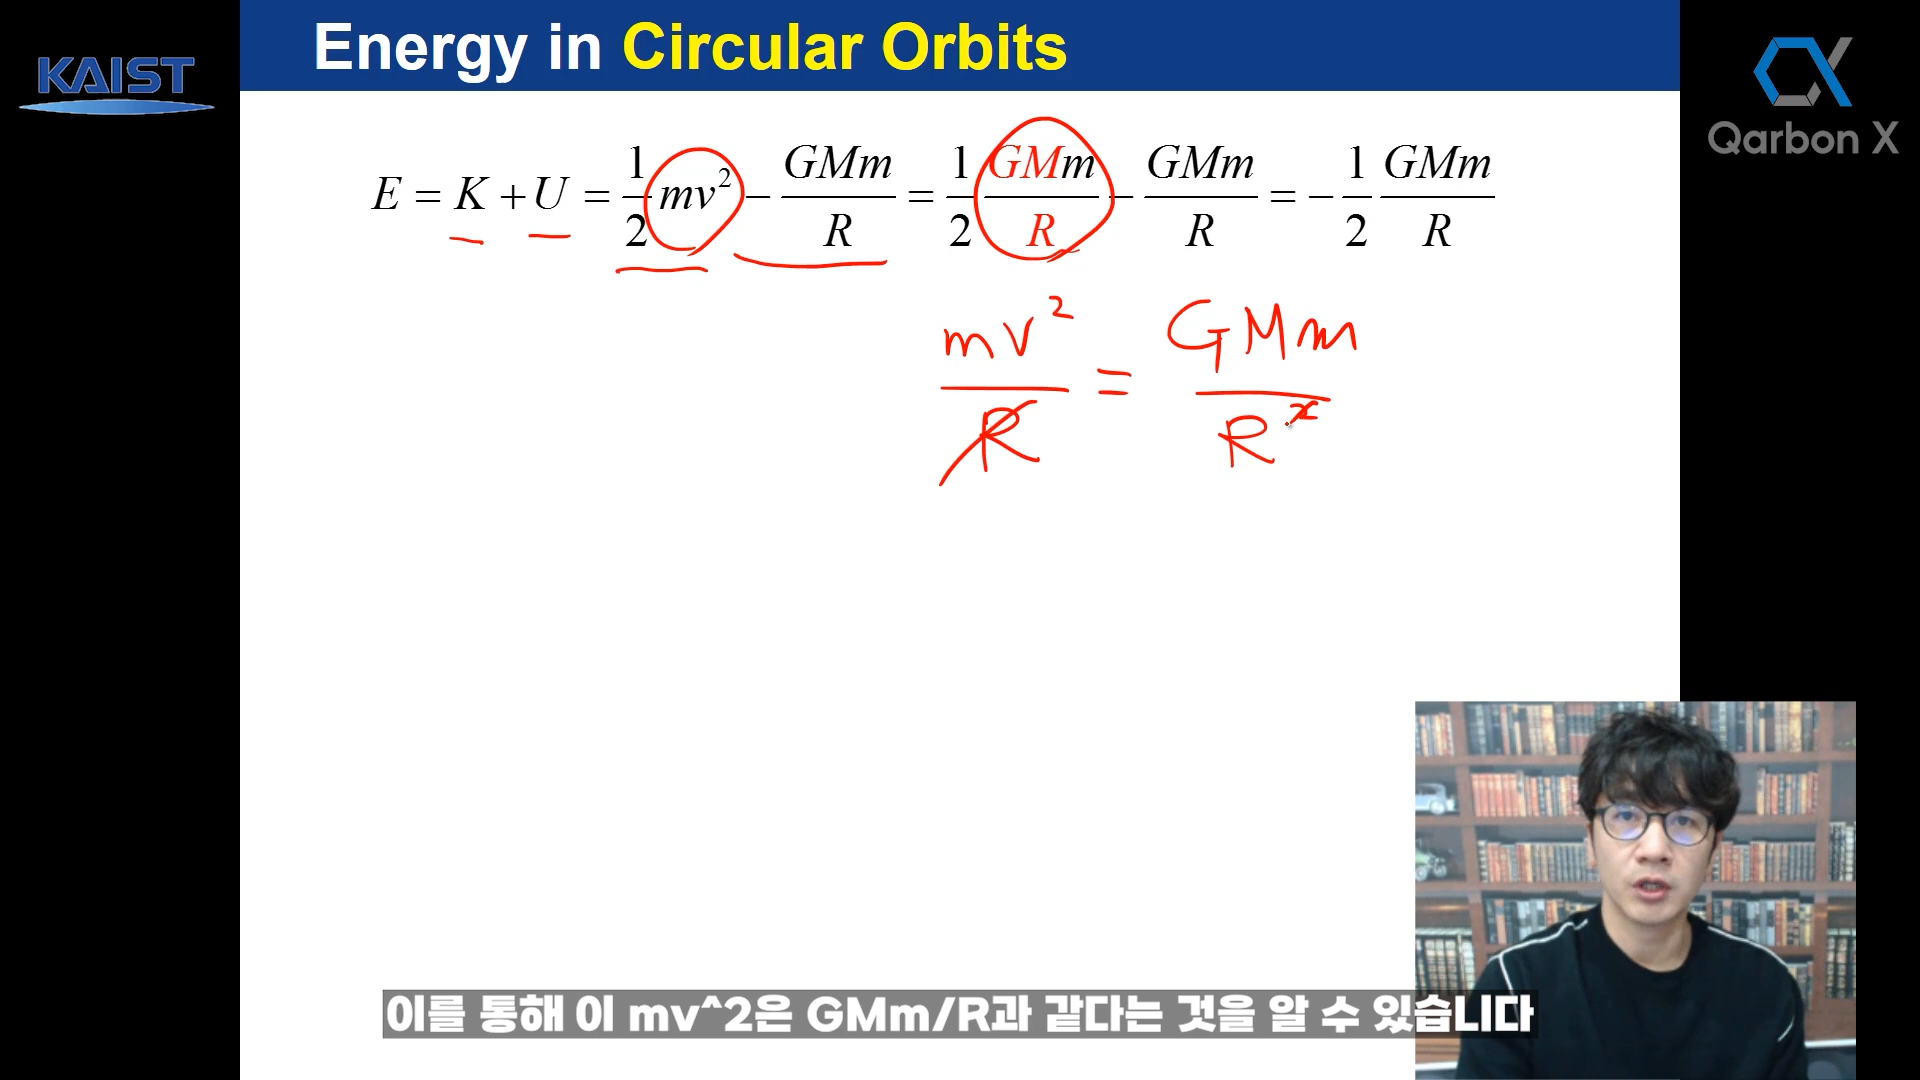 Energy in Circular Orbits
KAIST
Qarbon X
E = K + U = 1/2 mv² − GMm/R = 1/2 GMm/R − GMm/R = − 1/2 GMm/R
mv²/R = GMm/R²
이를 통해 이 mv^2은 GMm/R과 같다는 것을 알 수 있습니다